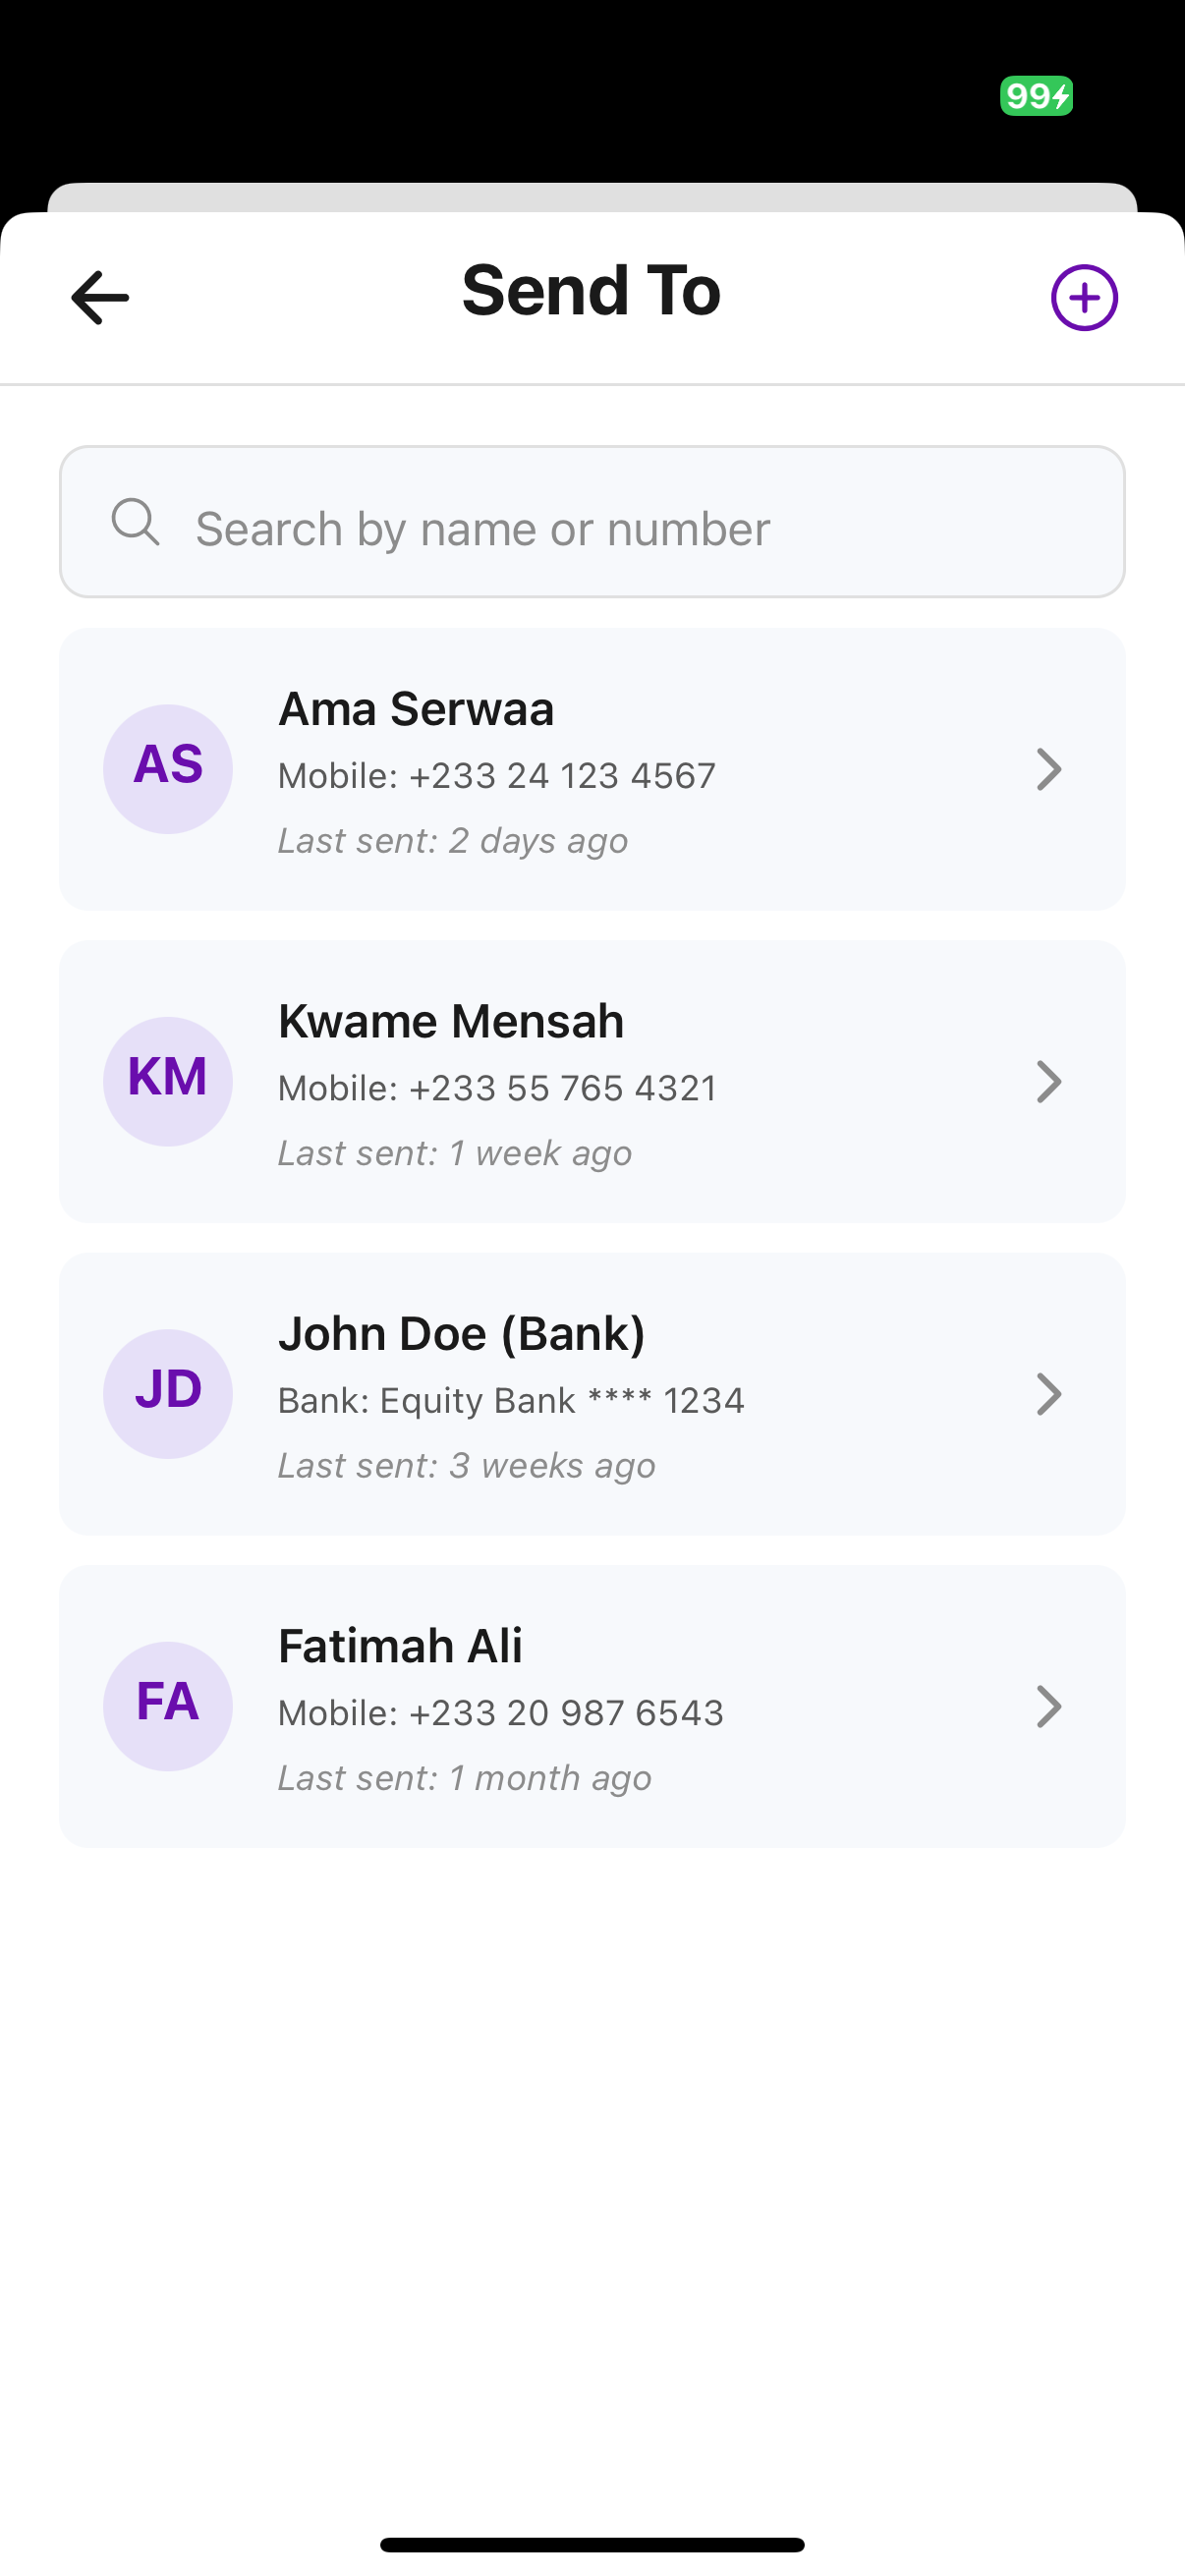 99
Send To
Search by name or number
AS
Ama Serwaa
Mobile: +233 24 123 4567
Last sent: 2 days ago
KM
Kwame Mensah
Mobile: +233 55 765 4321
Last sent: 1 week ago
JD
John Doe (Bank)
Bank: Equity Bank **** 1234
Last sent: 3 weeks ago
FA
Fatimah Ali
Mobile: +233 20 987 6543
Last sent: 1 month ago